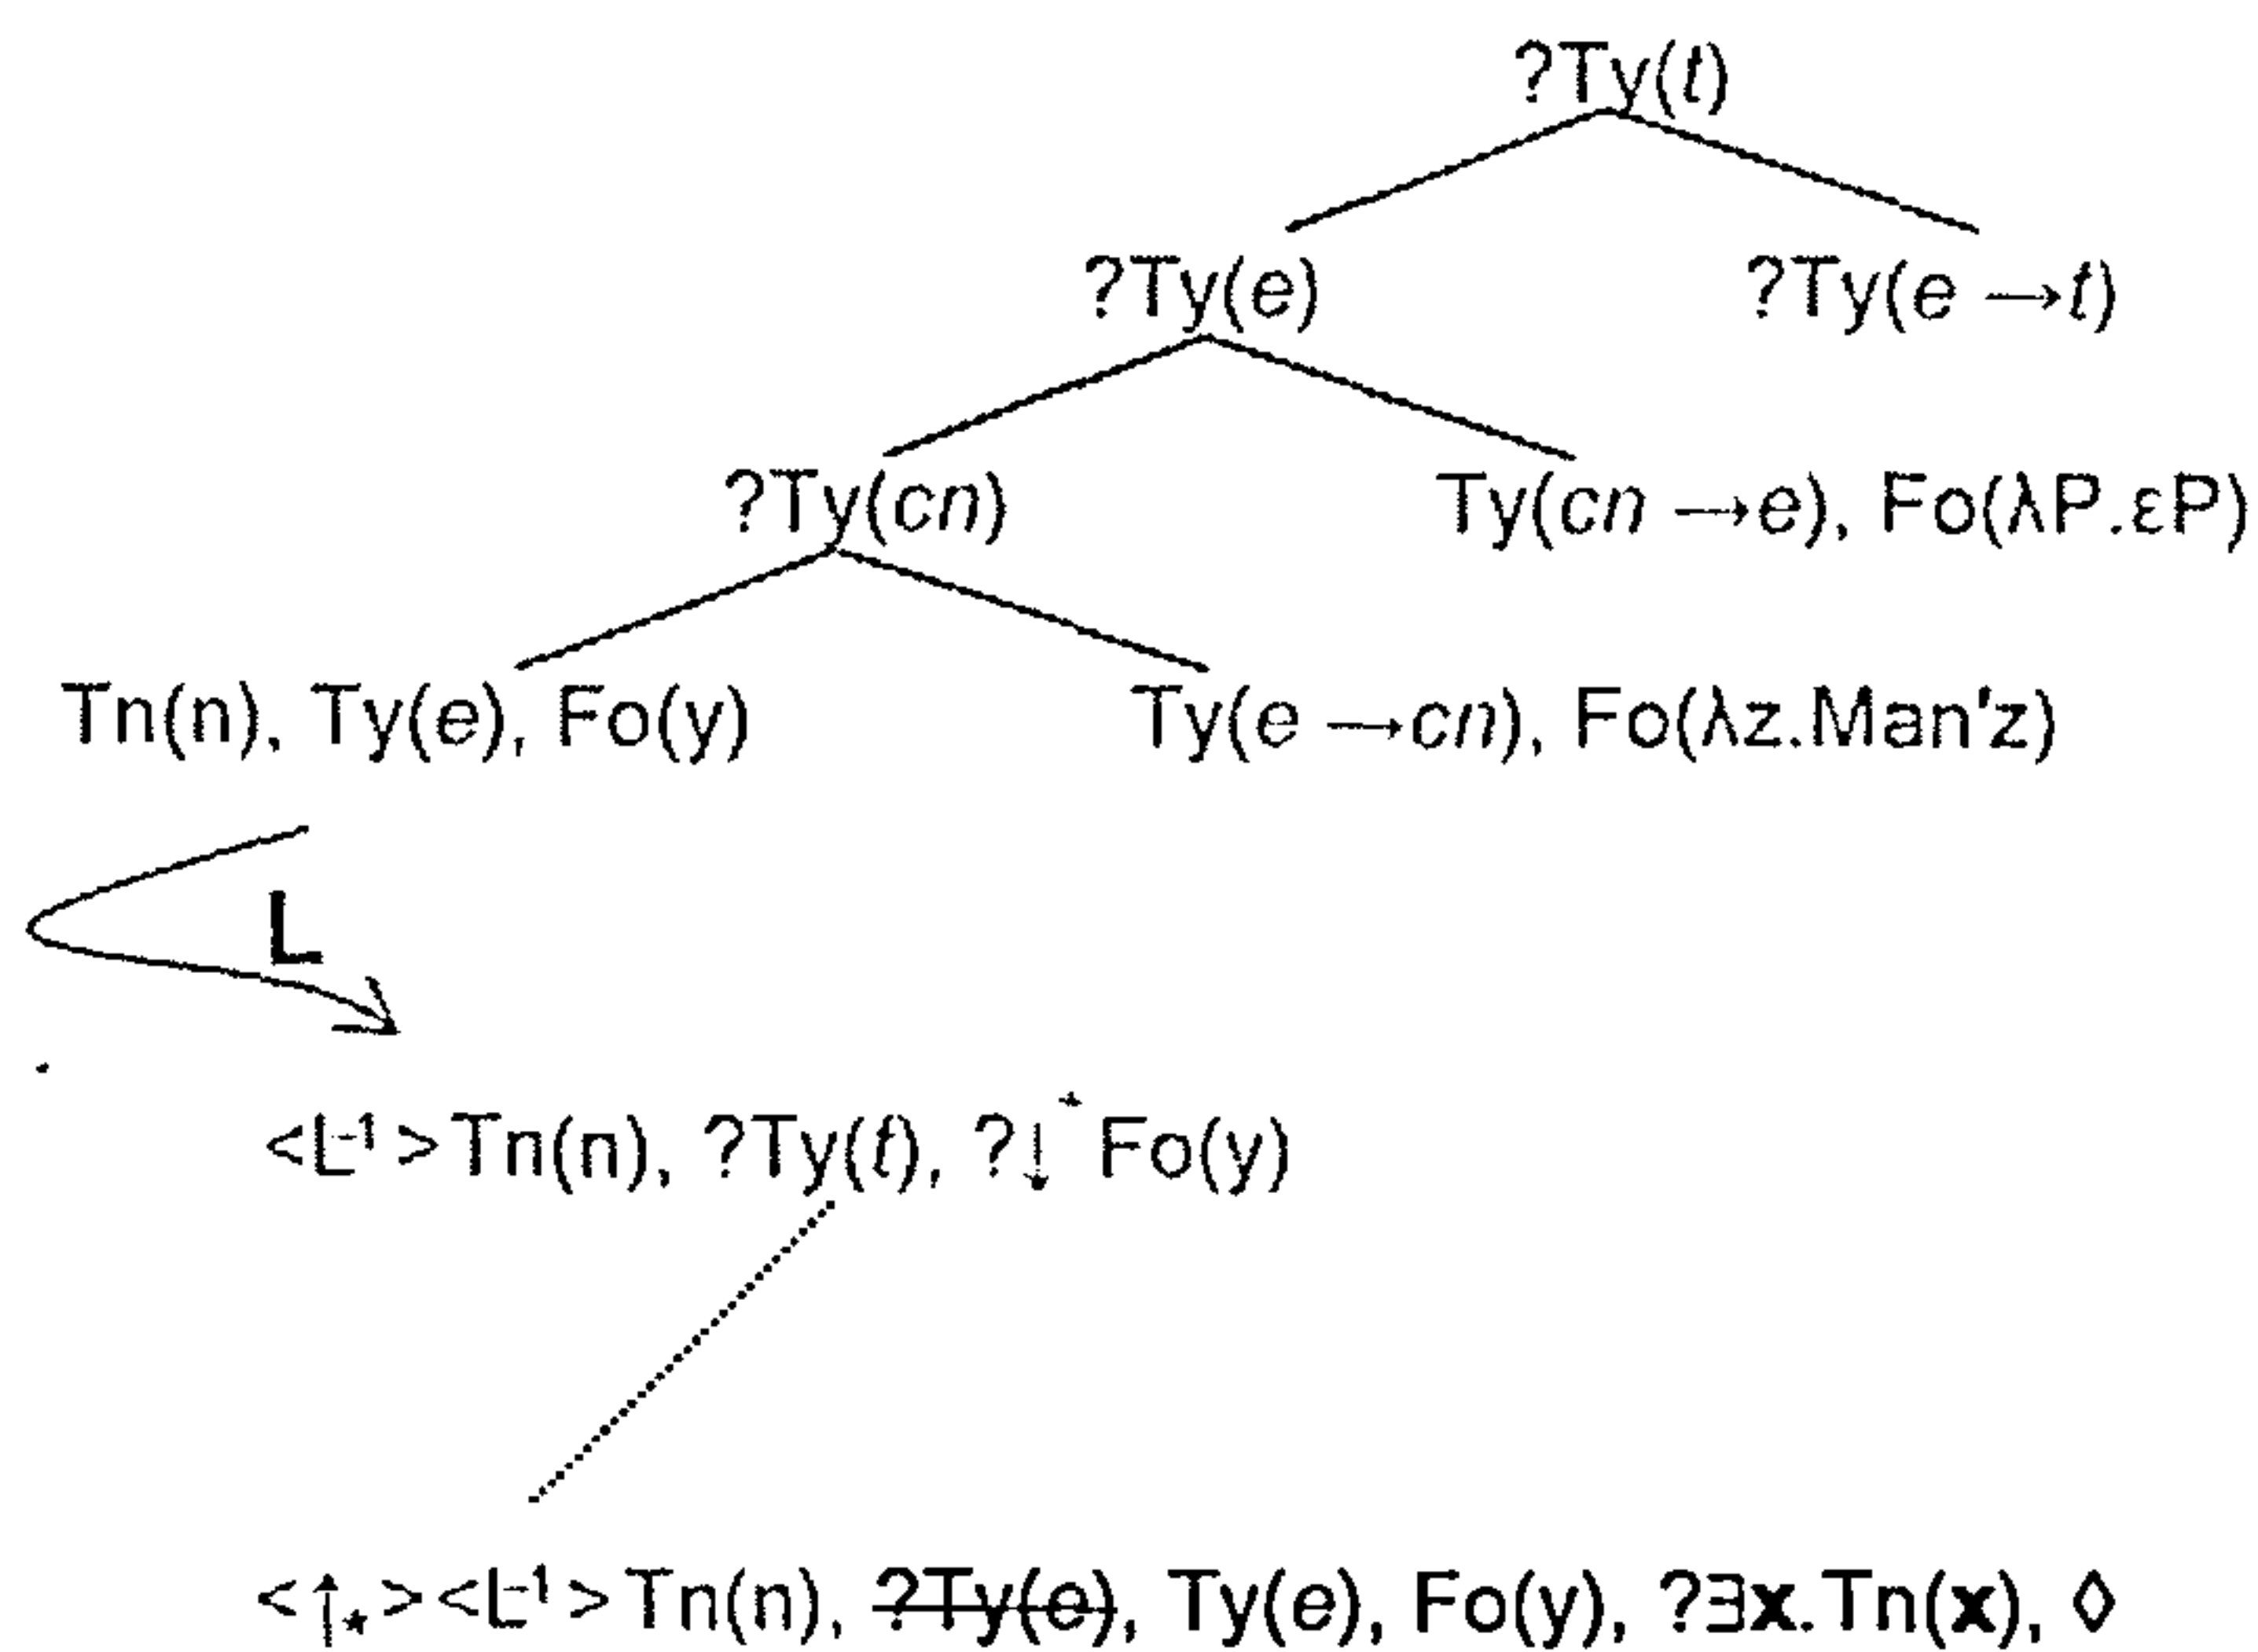 ?Ty(t)
?Ty(e) ?Ty(e →t)
?Ty(cn) Ty(cn →e), Fo(λP.εP)
Tn(n), Ty(e), Fo(y) Ty(e →cn), Fo(λz.Man'z)
L
<L⁻¹>Tn(n), ?Ty(t), ?↓* Fo(y)
<↑*><L⁻¹>Tn(n), ?Ty(e), Ty(e), Fo(y), ?∃x.Tn(x), ◊